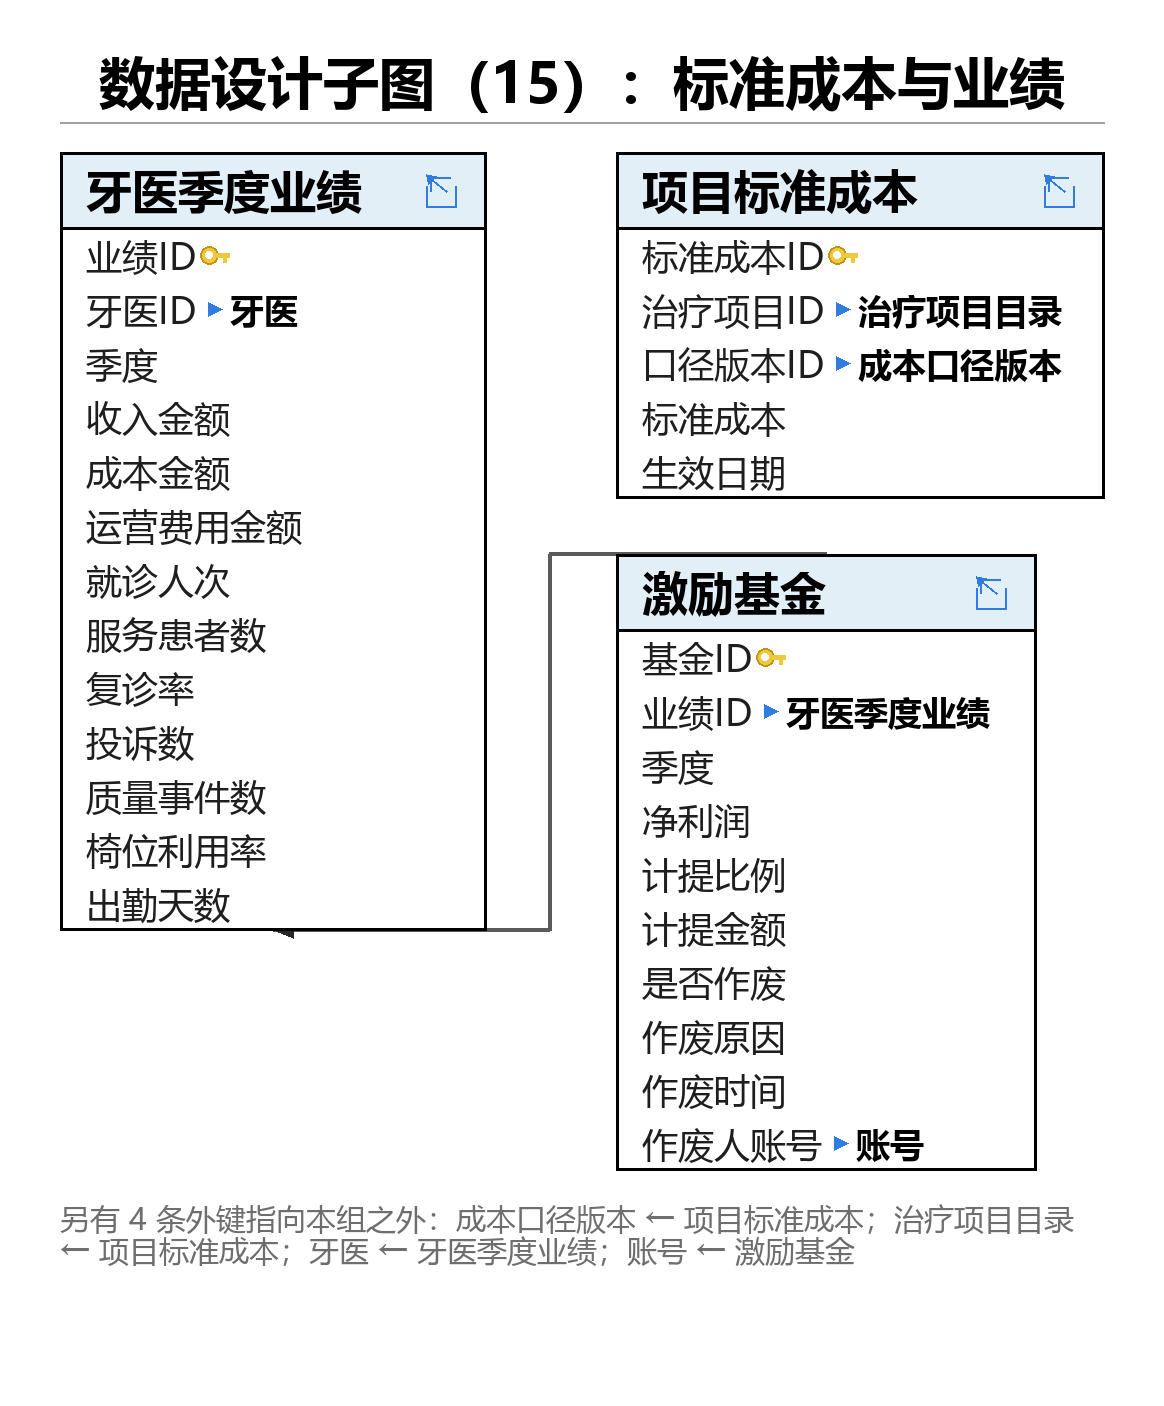 数据设计子图（15）：标准成本与业绩
牙医季度业绩
业绩ID
牙医ID ▶ 牙医
季度
收入金额
成本金额
运营费用金额
就诊人次
服务患者数
复诊率
投诉数
质量事件数
椅位利用率
出勤天数
项目标准成本
标准成本ID
治疗项目ID ▶ 治疗项目目录
口径版本ID ▶ 成本口径版本
标准成本
生效日期
激励基金
基金ID
业绩ID ▶ 牙医季度业绩
季度
净利润
计提比例
计提金额
是否作废
作废原因
作废时间
作废人账号 ▶ 账号
另有 4 条外键指向本组之外：成本口径版本 ← 项目标准成本；治疗项目目录
← 项目标准成本；牙医 ← 牙医季度业绩；账号 ← 激励基金